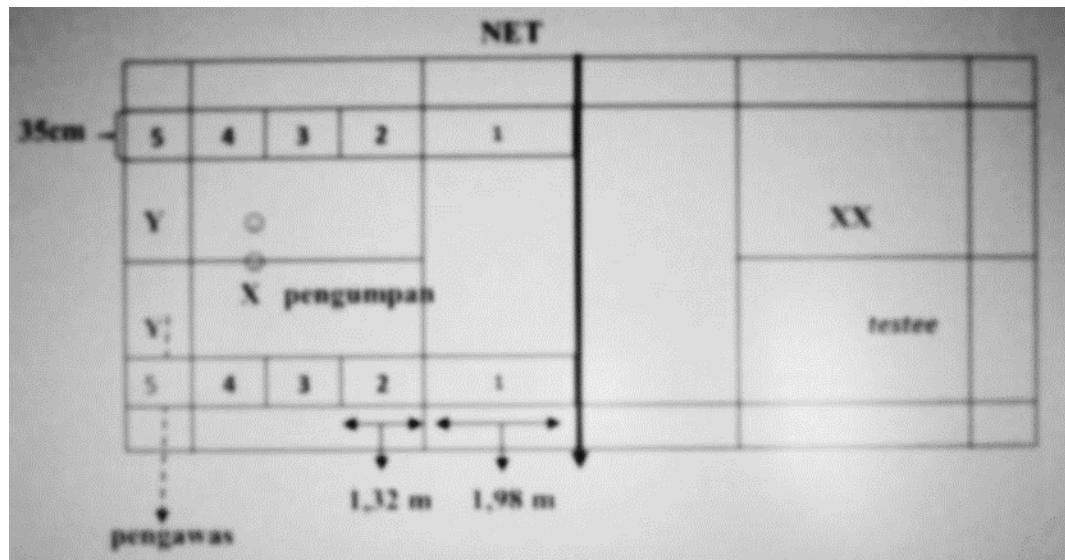 NET
35cm
5 4 3 2 1
Y
XX
X pengumpan
Y
testee
5 4 3 2 1
1,32 m 1,98 m
pengawas